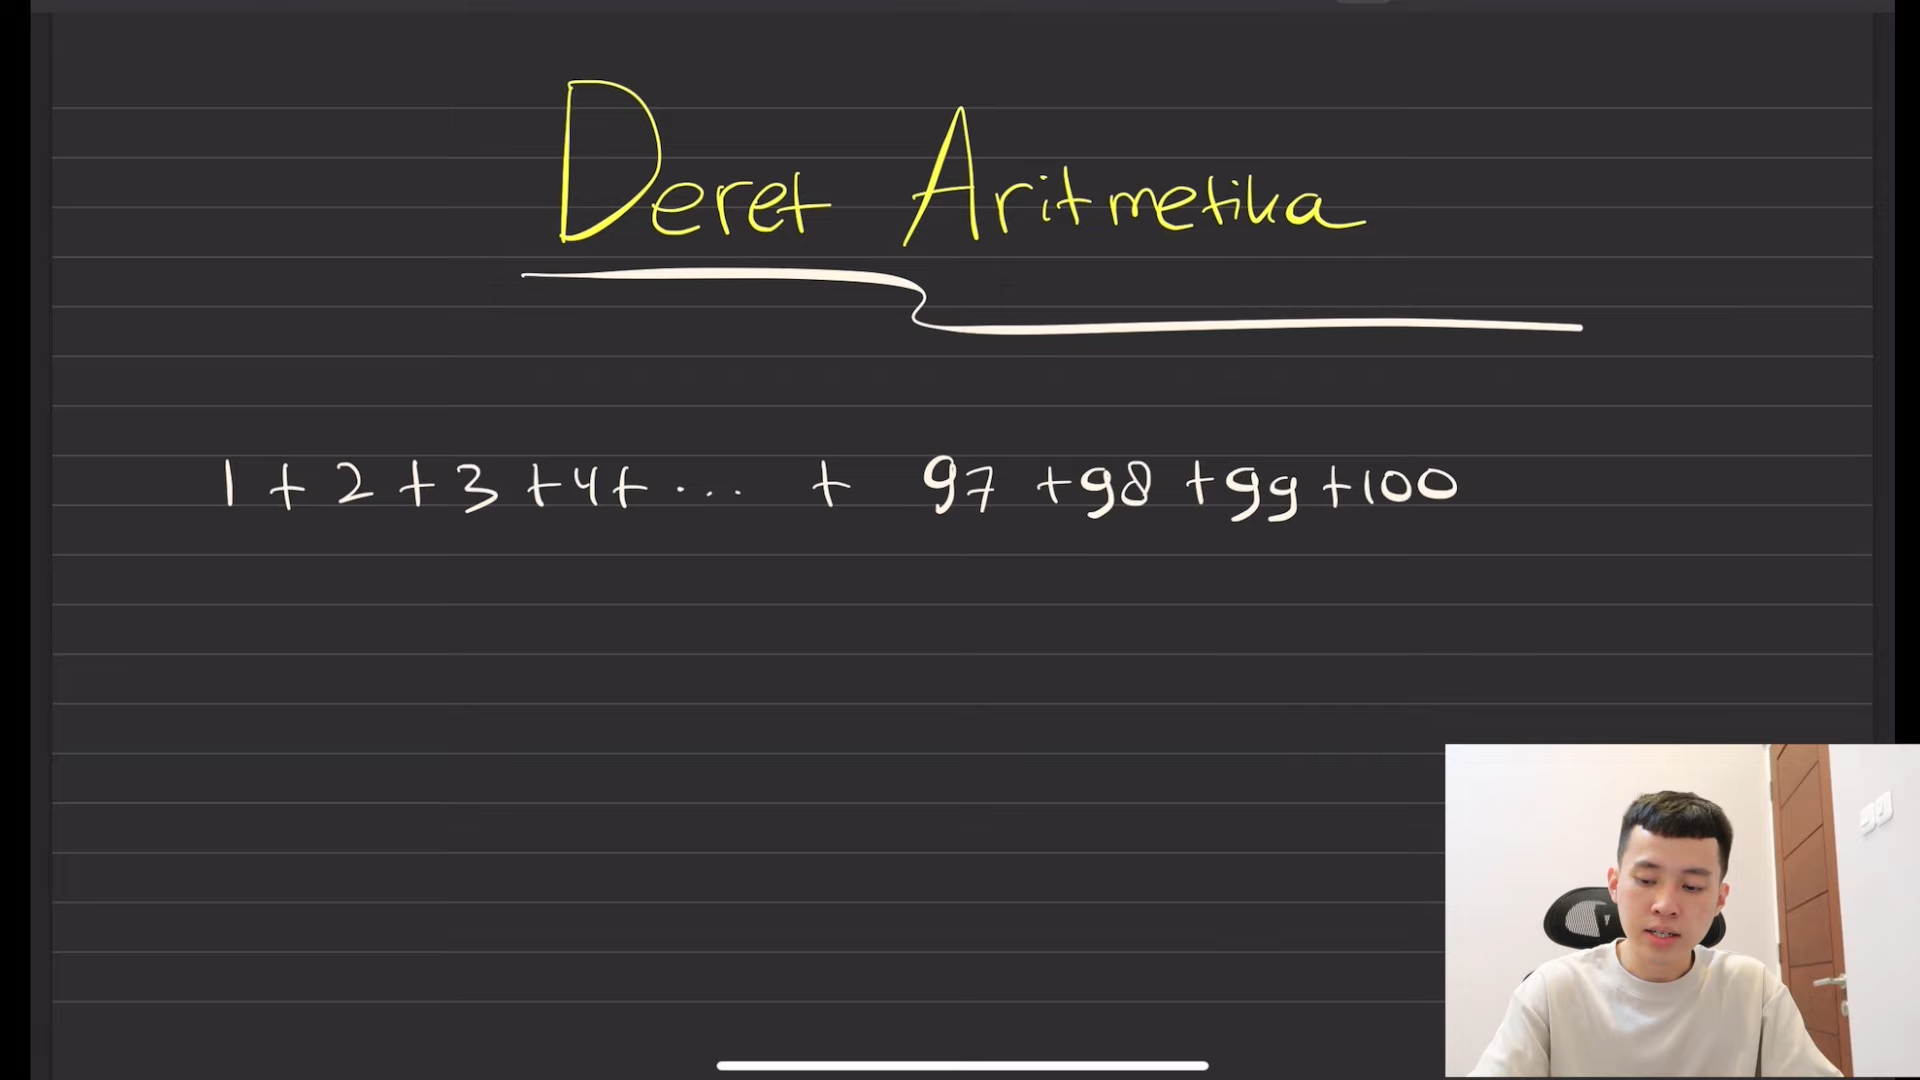 Deret Aritmetika
1 + 2 + 3 + 4 + ... + 97 + 98 + 99 + 100